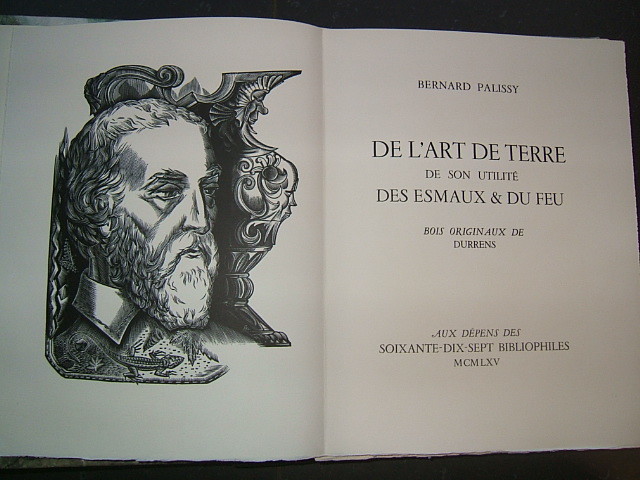 BERNARD PALISSY
DE L'ART DE TERRE
DE SON UTILITÉ
DES ESMAUX & DU FEU
BOIS ORIGINAUX DE
DURRENS
AUX DÉPENS DES
SOIXANTE-DIX-SEPT BIBLIOPHILES
MCMLXV